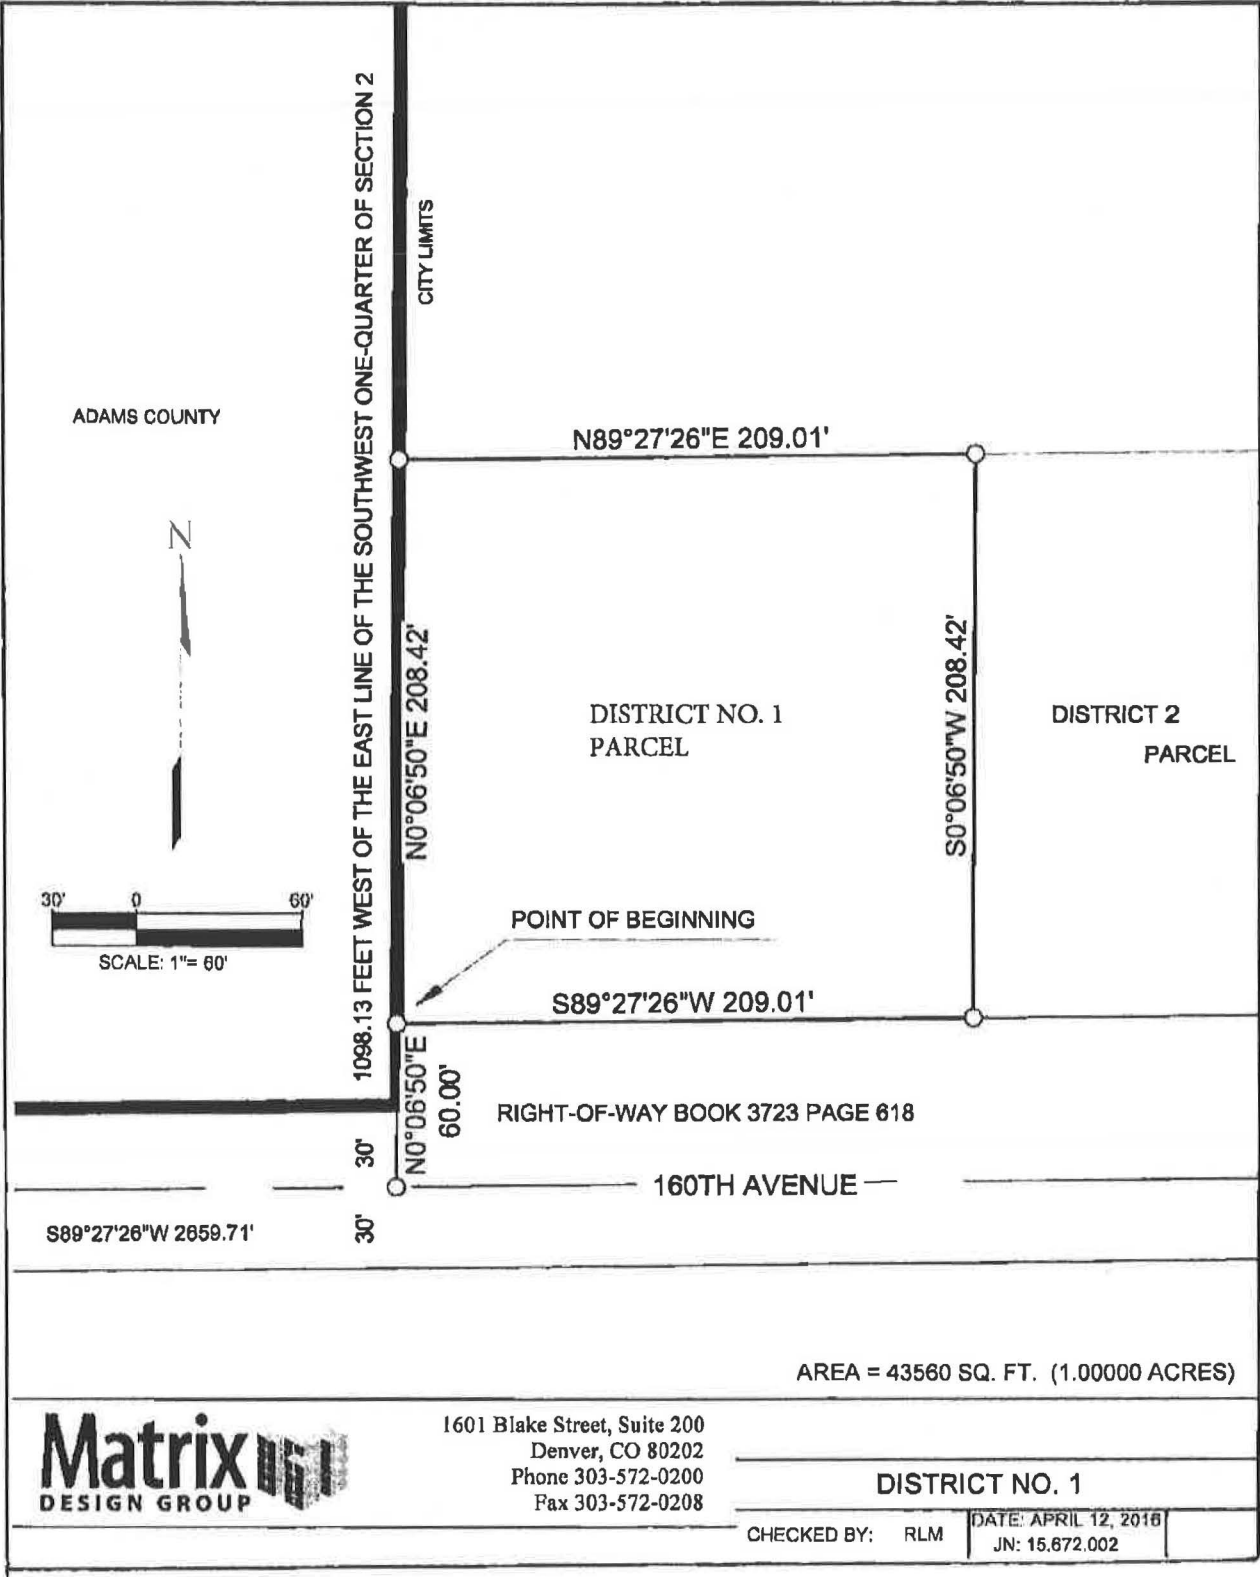 1098.13 FEET WEST OF THE EAST LINE OF THE SOUTHWEST ONE-QUARTER OF SECTION 2
CITY LIMITS
ADAMS COUNTY
N89°27'26"E 209.01'
N
N0°06'50"E 208.42'
DISTRICT NO. 1
PARCEL
S0°06'50"W 208.42'
DISTRICT 2
PARCEL
30' 0 60'
SCALE: 1"= 60'
POINT OF BEGINNING
S89°27'26"W 209.01'
N0°06'50"E
60.00'
RIGHT-OF-WAY BOOK 3723 PAGE 618
30'
160TH AVENUE
S89°27'26"W 2659.71'
30'
AREA = 43560 SQ. FT. (1.00000 ACRES)
Matrix
DESIGN GROUP
1601 Blake Street, Suite 200
Denver, CO 80202
Phone 303-572-0200
Fax 303-572-0208
DISTRICT NO. 1
CHECKED BY: RLM
DATE: APRIL 12, 2016
JN: 15.672.002